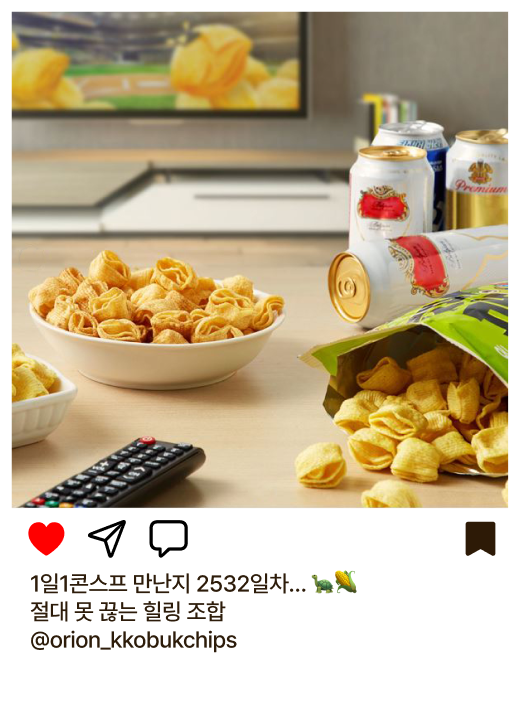 Premium
1일1콘스프 만난지 2532일차... 🐢🌽
절대 못 끊는 힐링 조합
@orion_kkobukchips